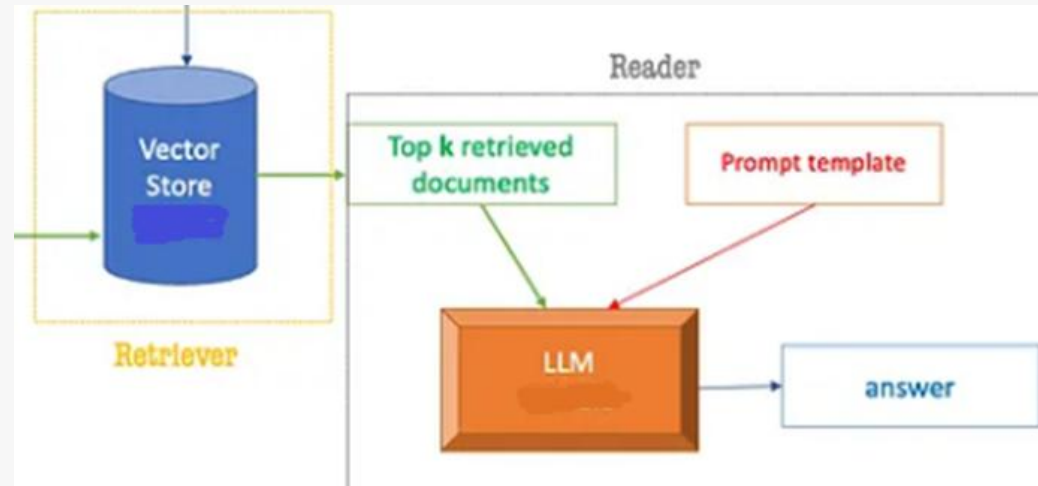 Reader
Vector
Store
Top k retrieved
documents
Prompt template
Retriever
LLM
answer